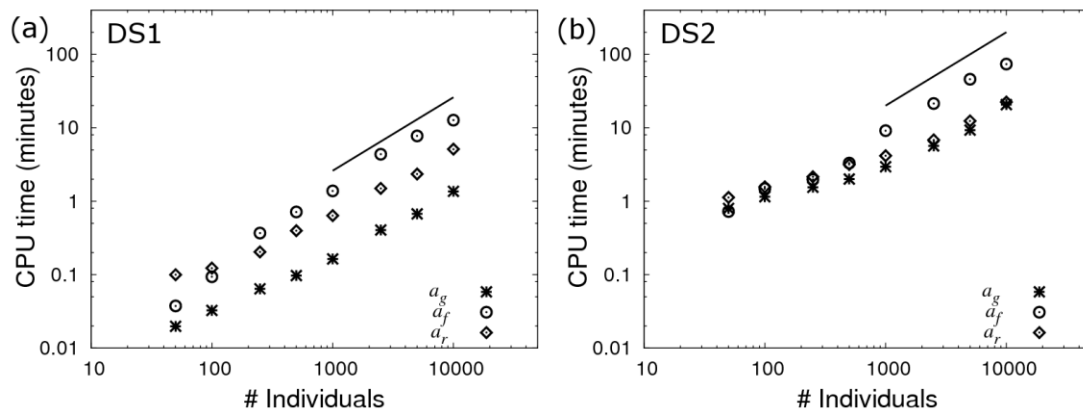 (a)
DS1
CPU time (minutes)
100
10
1
0.1
0.01
10
100
1000
10000
# Individuals
a_g
a_f
a_r
(b)
DS2
CPU time (minutes)
100
10
1
0.1
0.01
10
100
1000
10000
# Individuals
a_g
a_f
a_r